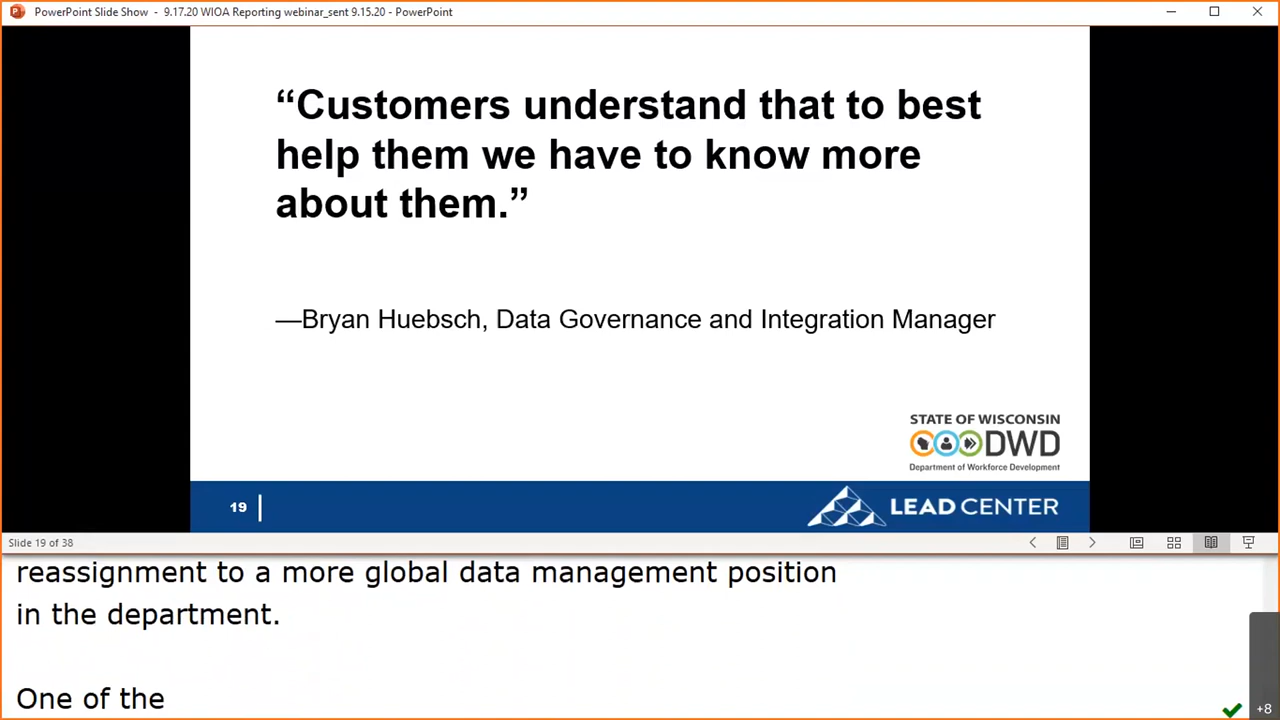 PowerPoint Slide Show - 9.17.20 WIOA Reporting webinar_sent 9.15.20 - PowerPoint
“Customers understand that to best
help them we have to know more
about them.”
—Bryan Huebsch, Data Governance and Integration Manager
STATE OF WISCONSIN
DWD
Department of Workforce Development
19
LEAD CENTER
Slide 19 of 38
reassignment to a more global data management position
in the department.
One of the
+8